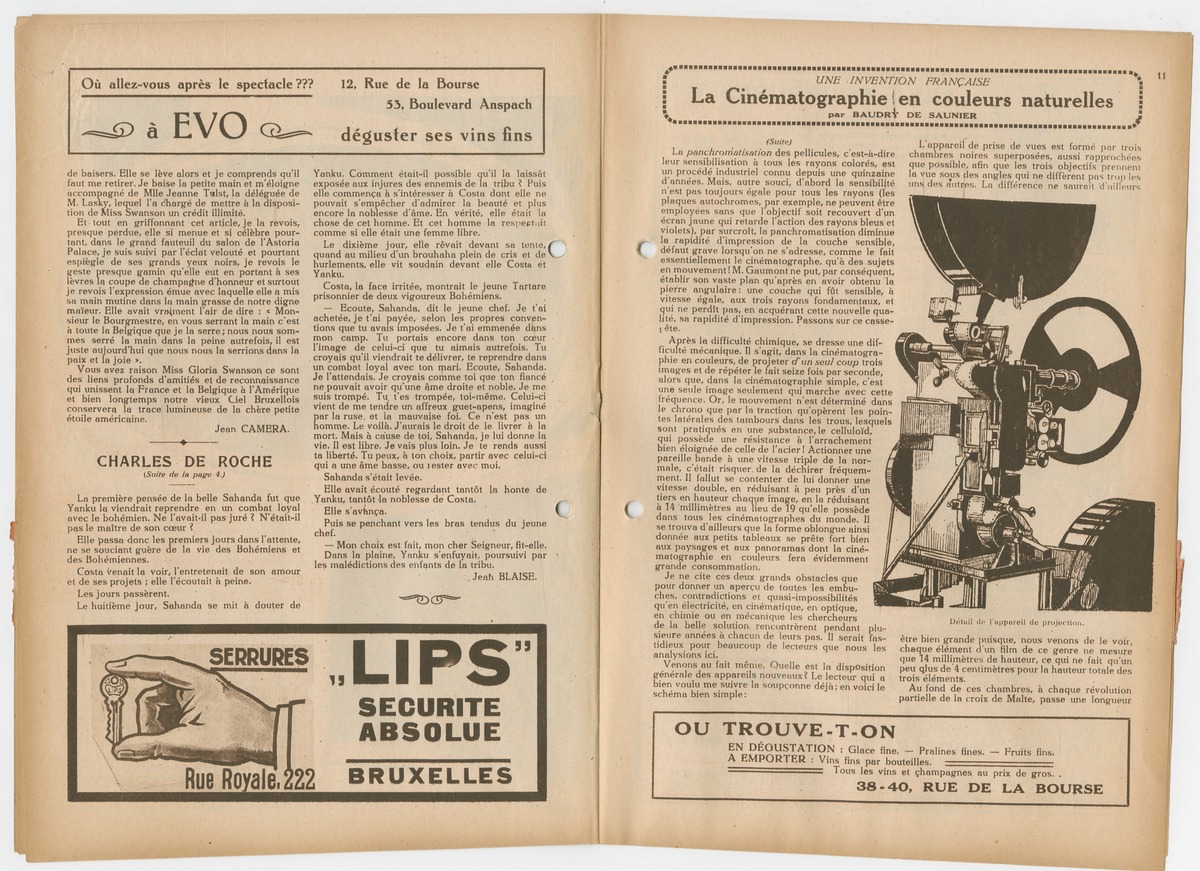 Où allez-vous après le spectacle ???
à EVO
12, Rue de la Bourse
53, Boulevard Anspach
déguster ses vins fins
de baisers. Elle se lève alors et je comprends qu'il
faut me retirer. Je baise la petite main et m'éloigne
accompagné de Mlle Jeanne Tulst, la déléguée de
M. Lasky, lequel l'a chargé de mettre à la disposi-
tion de Miss Swanson un crédit illimité.
Et tout en griffonnant cet article, je la revois,
presque perdue, elle si menue et si célèbre pour-
tant, dans le grand fauteuil du salon de l'Astoria
Palace, je suis suivi par l'éclat velouté et pourtant
espiègle de ses grands yeux noirs, je revois le
geste presque gamin qu'elle eut en portant à ses
lèvres la coupe de champagne d'honneur et surtout
je revois l'expression émue avec laquelle elle a mis
sa main mutine dans la main grasse de notre digne
maïeur. Elle avait vraiment l'air de dire : « Mon-
sieur le Bourgmestre, en vous serrant la main c'est
à toute la Belgique que je la serre ; nous nous som-
mes serré la main dans la peine autrefois, il est
juste aujourd'hui que nous nous la serrions dans la
paix et la joie ».
Vous avez raison Miss Gloria Swanson ce sont
des liens profonds d'amitiés et de reconnaissance
qui unissent la France et la Belgique à l'Amérique
et bien longtemps notre vieux Ciel Bruxellois
conservera la trace lumineuse de la chère petite
étoile américaine.
Jean CAMERA.
CHARLES DE ROCHE
(Suite de la page 4.)
La première pensée de la belle Sahanda fut que
Yanku la viendrait reprendre en un combat loyal
avec le bohémien. Ne l'avait-il pas juré ? N'était-il
pas le maître de son cœur ?
Elle passa donc les premiers jours dans l'attente,
ne se souciant guère de la vie des Bohémiens et
des Bohémiennes.
Costa venait la voir, l'entretenait de son amour
et de ses projets ; elle l'écoutait à peine.
Les jours passèrent.
Le huitième jour, Sahanda se mit à douter de
Yanku. Comment était-il possible qu'il la laissât
exposée aux injures des ennemis de la tribu ? Puis
elle commença à s'intéresser à Costa dont elle ne
pouvait s'empêcher d'admirer la beauté et plus
encore la noblesse d'âme. En vérité, elle était la
chose de cet homme. Et cet homme la respectait
comme si elle était une femme libre.
Le dixième jour, elle rêvait devant sa tente,
quand au milieu d'un brouhaha plein de cris et de
hurlements, elle vit soudain devant elle Costa et
Yanku.
Costa, la face irritée, montrait le jeune Tartare
prisonnier de deux vigoureux Bohémiens.
— Ecoute, Sahanda, dit le jeune chef. Je t'ai
achetée, je t'ai payée, selon les propres conven-
tions que tu avais imposées. Je t'ai emmenée dans
mon camp. Tu portais encore dans ton cœur
l'image de celui-ci que tu aimais autrefois. Tu
croyais qu'il viendrait te délivrer, te reprendre dans
un combat loyal avec ton mari. Ecoute, Sahanda.
Je l'attendais. Je croyais comme toi que ton fiancé
ne pouvait avoir qu'une âme droite et noble. Je me
suis trompé. Tu t'es trompée, toi-même. Celui-ci
vient de me tendre un affreux guet-apens, imaginé
par la ruse et la mauvaise foi. Ce n'est pas un
homme. Le voilà. J'aurais le droit de le livrer à la
mort. Mais à cause de toi, Sahanda, je lui donne la
vie. Il est libre. Je vais plus loin. Je te rends aussi
ta liberté. Tu peux, à ton choix, partir avec celui-ci
qui a une âme basse, ou rester avec moi.
Sahanda s'était levée.
Elle avait écouté regardant tantôt la honte de
Yanku, tantôt la noblesse de Costa.
Elle s'avança.
Puis se penchant vers les bras tendus du jeune
chef.
— Mon choix est fait, mon cher Seigneur, fit-elle.
Dans la plaine, Yanku s'enfuyait, poursuivi par
les malédictions des enfants de la tribu.
Jean BLAISE.
SERRURES
Rue Royale, 222
„LIPS”
SECURITE
ABSOLUE
BRUXELLES
11
UNE INVENTION FRANÇAISE
La Cinématographie en couleurs naturelles
par BAUDRY DE SAUNIER
(Suite)
La panchromatisation des pellicules, c'est-à-dire
leur sensibilisation à tous les rayons colorés, est
un procédé industriel connu depuis une quinzaine
d'années. Mais, autre souci, d'abord la sensibilité
n'est pas toujours égale pour tous les rayons (les
plaques autochromes, par exemple, ne peuvent être
employées sans que l'objectif soit recouvert d'un
écran jaune qui retarde l'action des rayons bleus et
violets), par surcroît, la panchromatisation diminue
la rapidité d'impression de la couche sensible,
défaut grave lorsqu'on ne s'adresse, comme le fait
essentiellement le cinématographe, qu'à des sujets
en mouvement ! M. Gaumont ne put, par conséquent,
établir son vaste plan qu'après en avoir obtenu la
pierre angulaire : une couche qui fût sensible, à
vitesse égale, aux trois rayons fondamentaux, et
qui ne perdit pas, en acquérant cette nouvelle qua-
lité, sa rapidité d'impression. Passons sur ce casse-
tête.
Après la difficulté chimique, se dresse une dif-
ficulté mécanique. Il s'agit, dans la cinématogra-
phie en couleurs, de projeter d'un seul coup trois
images et de répéter le fait seize fois par seconde,
alors que, dans la cinématographie simple, c'est
une seule image seulement qui marche avec cette
fréquence. Or, le mouvement n'est déterminé dans
le chrono que par la traction qu'opèrent les poin-
tes latérales des tambours dans les trous, lesquels
sont pratiqués en une substance, le celluloïd,
qui possède une résistance à l'arrachement
bien éloignée de celle de l'acier ! Actionner une
pareille bande à une vitesse triple de la nor-
male, c'était risquer de la déchirer fréquem-
ment. Il fallut se contenter de lui donner une
vitesse double, en réduisant à peu près d'un
tiers en hauteur chaque image, en la réduisant
à 14 millimètres au lieu de 19 qu'elle possède
dans tous les cinématographes du monde. Il
se trouva d'ailleurs que la forme oblongue ainsi
donnée aux petits tableaux se prête fort bien
aux paysages et aux panoramas dont la ciné-
matographie en couleurs fera évidemment
grande consommation.
Je ne cite ces deux grands obstacles que
pour donner un aperçu de toutes les embu-
ches, contradictions et quasi-impossibilités
qu'en électricité, en cinématique, en optique,
en chimie ou en mécanique les chercheurs
de la belle solution rencontrèrent pendant plu-
sieurs années à chacun de leurs pas. Il serait fas-
tidieux pour beaucoup de lecteurs que nous les
analysions ici.
Venons au fait même. Quelle est la disposition
générale des appareils nouveaux ? Le lecteur qui a
bien voulu me suivre la soupçonne déjà ; en voici le
schéma bien simple :
L'appareil de prise de vues est formé par trois
chambres noires superposées, aussi rapprochées
que possible, afin que les trois objectifs prennent
la vue sous des angles qui ne diffèrent pas trop les
uns des autres. La différence ne saurait d'ailleurs
Détail de l'appareil de projection.
être bien grande puisque, nous venons de le voir,
chaque élément d'un film de ce genre ne mesure
que 14 millimètres de hauteur, ce qui ne fait qu'un
peu qlus de 4 centimètres pour la hauteur totale des
trois éléments.
Au fond de ces chambres, à chaque révolution
partielle de la croix de Malte, passe une longueur
OU TROUVE-T-ON
EN DÉGUSTATION : Glace fine. — Pralines fines. — Fruits fins.
A EMPORTER : Vins fins par bouteilles.
Tous les vins et champagnes au prix de gros. .
38-40, RUE DE LA BOURSE